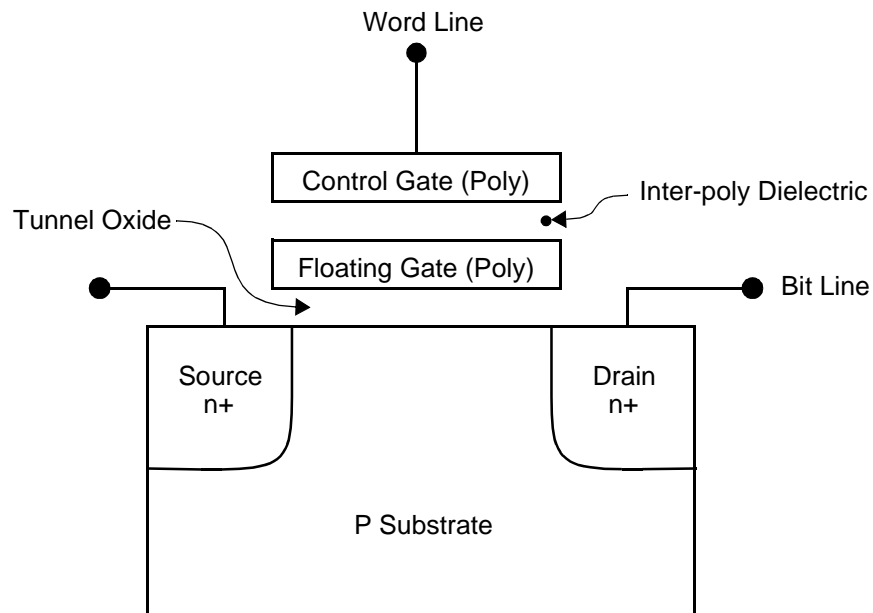 Word Line
Control Gate (Poly)
Inter-poly Dielectric
Tunnel Oxide
Floating Gate (Poly)
Bit Line
Source
n+
Drain
n+
P Substrate